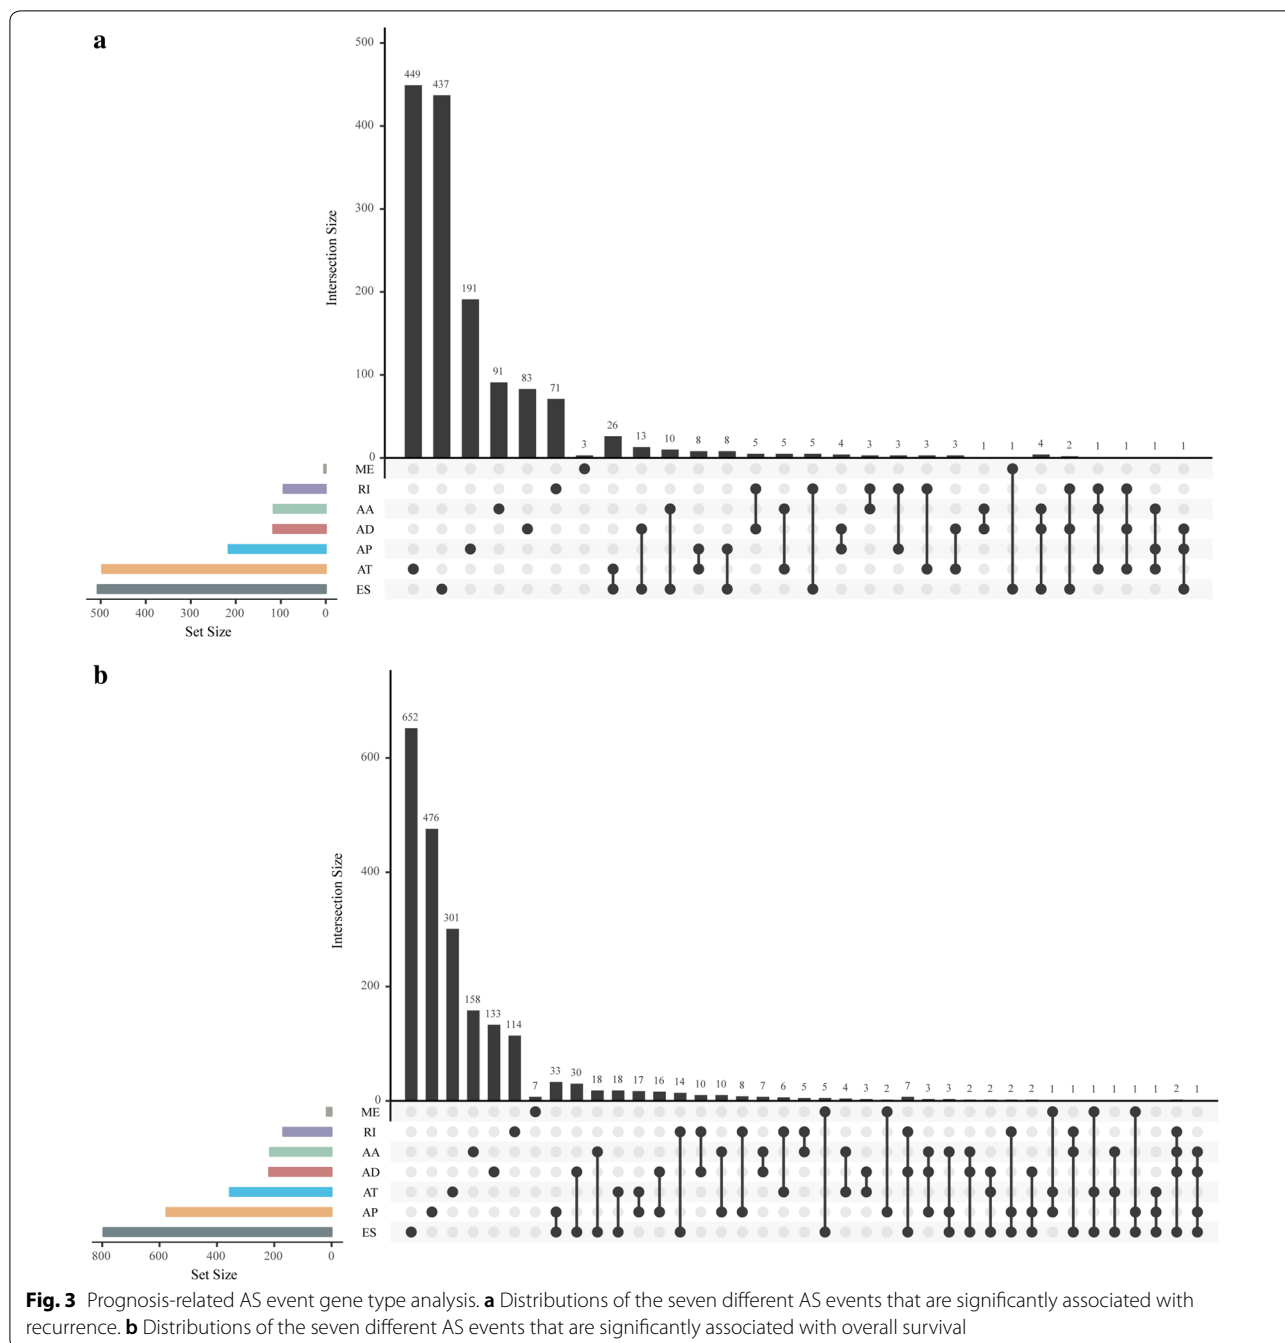 a
500
400
300
200
100
0
Intersection Size
449 437 191 91 83 71 3 26 13 10 8 8 5 5 5 4 3 3 3 3 1 1 4 2 1 1 1 1
ME
RI
AA
AD
AP
AT
ES
500 400 300 200 100 0
Set Size
b
600
400
200
0
Intersection Size
652 476 301 158 133 114 7 33 30 18 18 17 16 14 10 10 8 7 6 5 5 4 3 2 7 3 3 2 2 2 2 1 1 1 1 1 1 2 1
ME
RI
AA
AD
AT
AP
ES
800 600 400 200 0
Set Size
Fig. 3 Prognosis-related AS event gene type analysis. a Distributions of the seven different AS events that are significantly associated with
recurrence. b Distributions of the seven different AS events that are significantly associated with overall survival